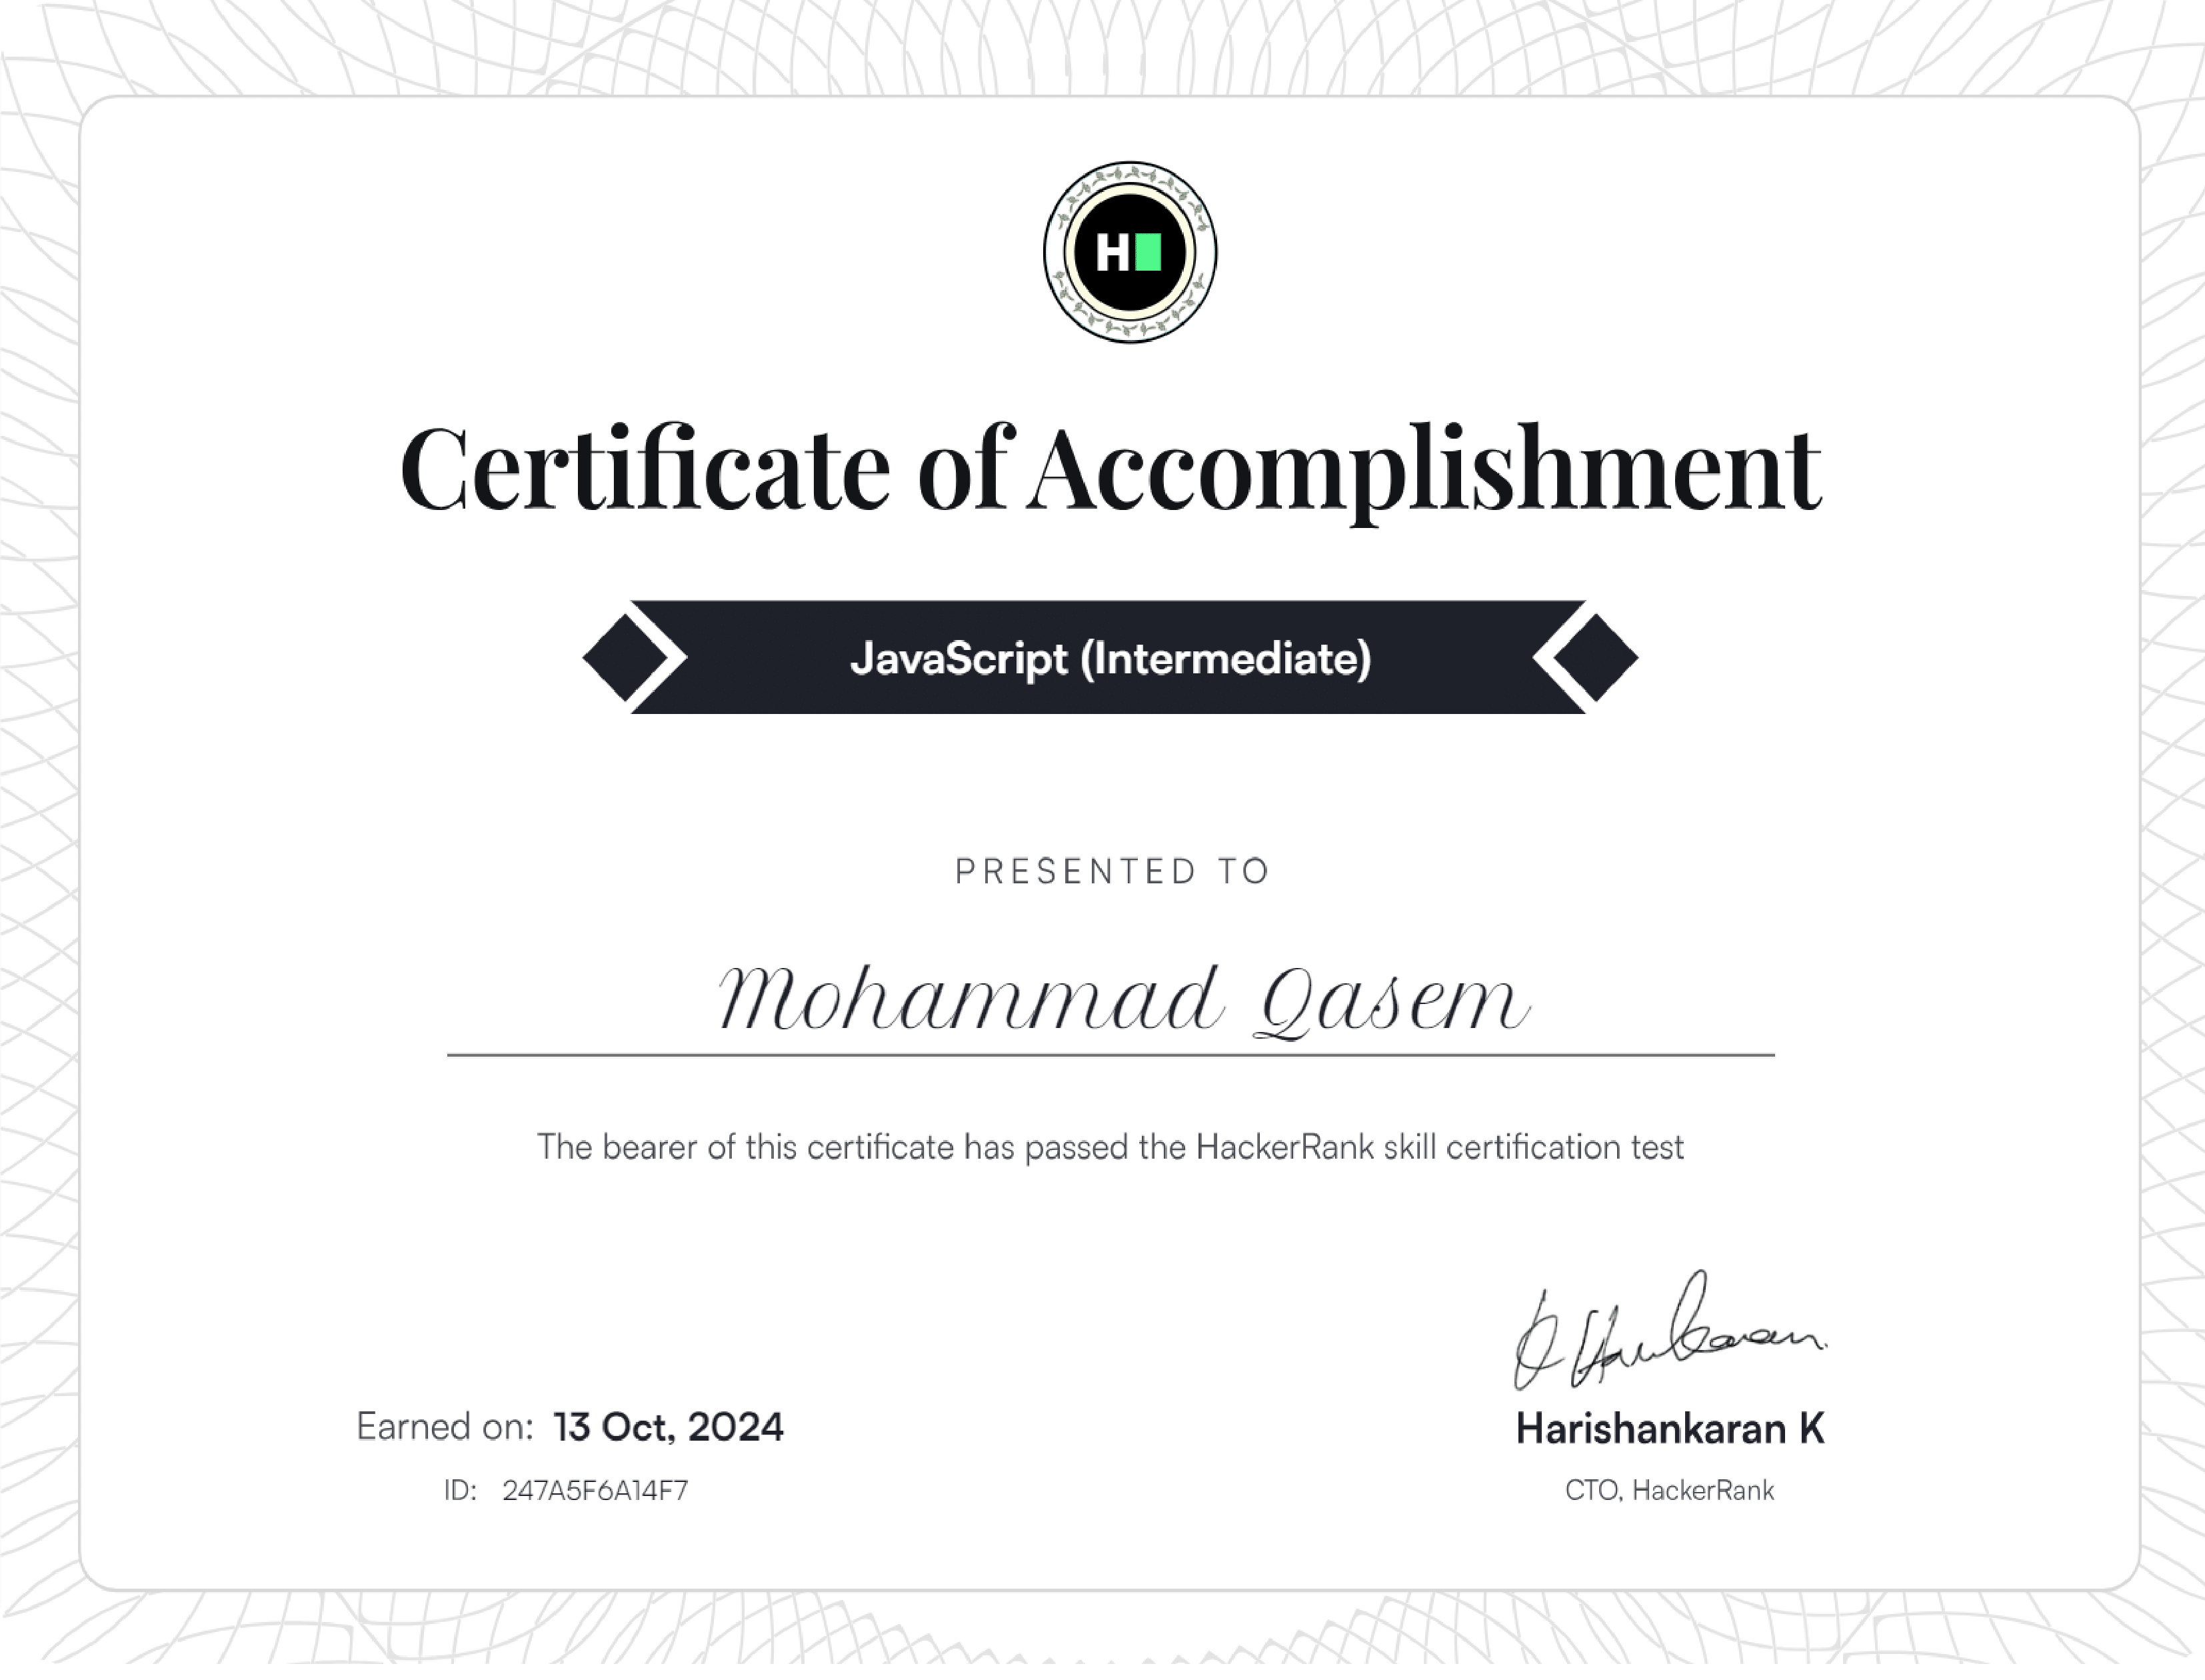 H
Certificate of Accomplishment
JavaScript (Intermediate)
PRESENTED TO
Mohammad Qasem
The bearer of this certificate has passed the HackerRank skill certification test
Earned on: 13 Oct, 2024
ID: 247A5F6A14F7
Harishankaran K
CTO, HackerRank